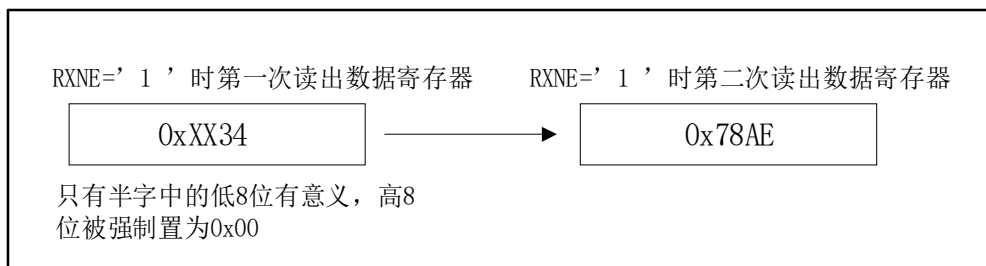 RXNE=’ 1 ’ 时第一次读出数据寄存器
RXNE=’ 1 ’ 时第二次读出数据寄存器
0xXX34
0x78AE
只有半字中的低8位有意义，高8
位被强制置为0x00